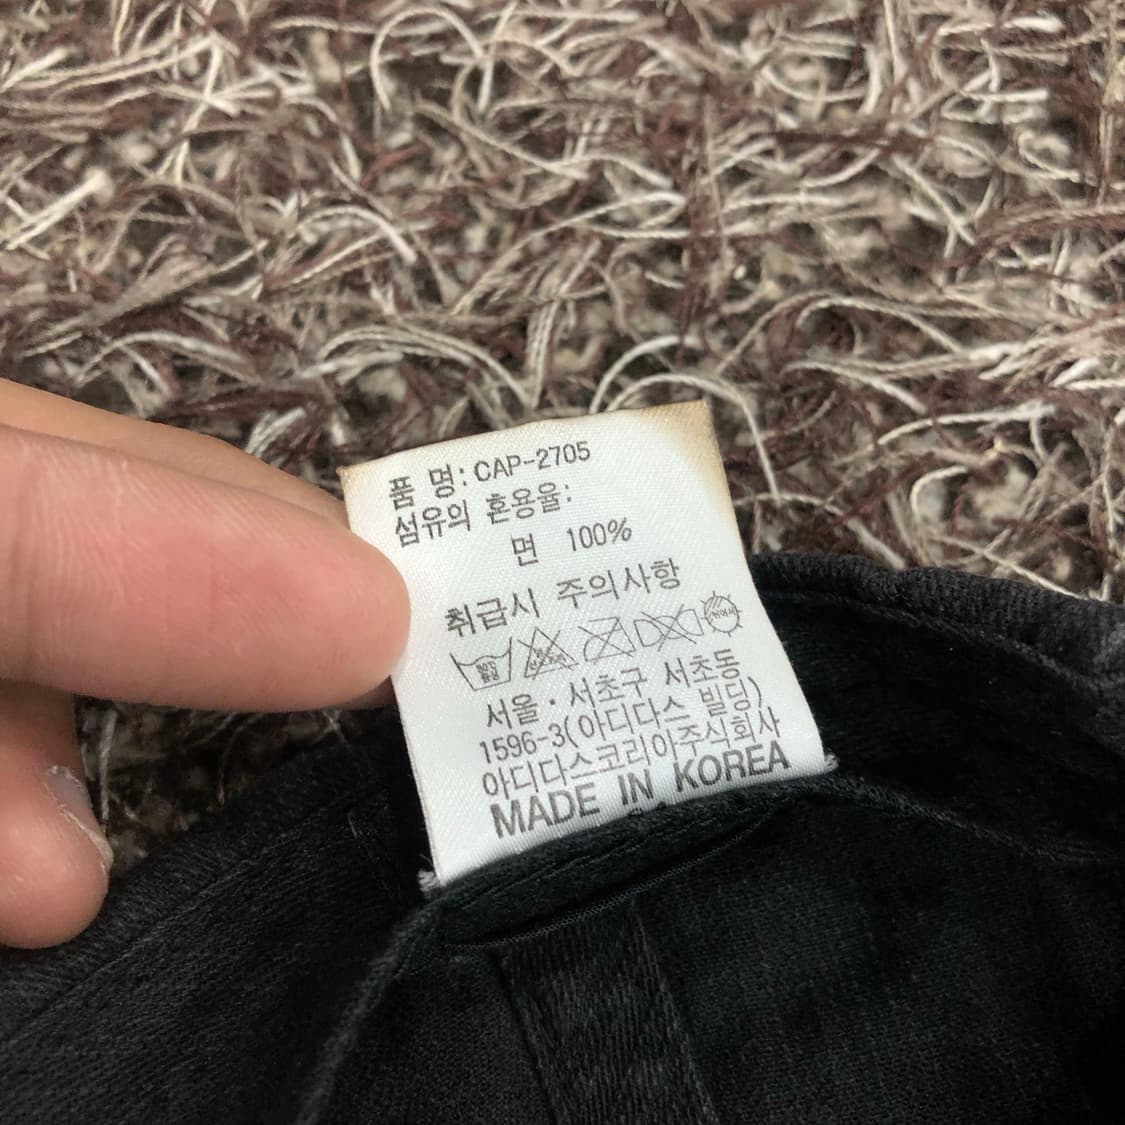 품 명: CAP-2705
섬유의 혼용율:
면 100%
취급시 주의사항
서울·서초구 서초동
1596-3(아디다스 빌딩)
아디다스코리아주식회사
MADE IN KOREA